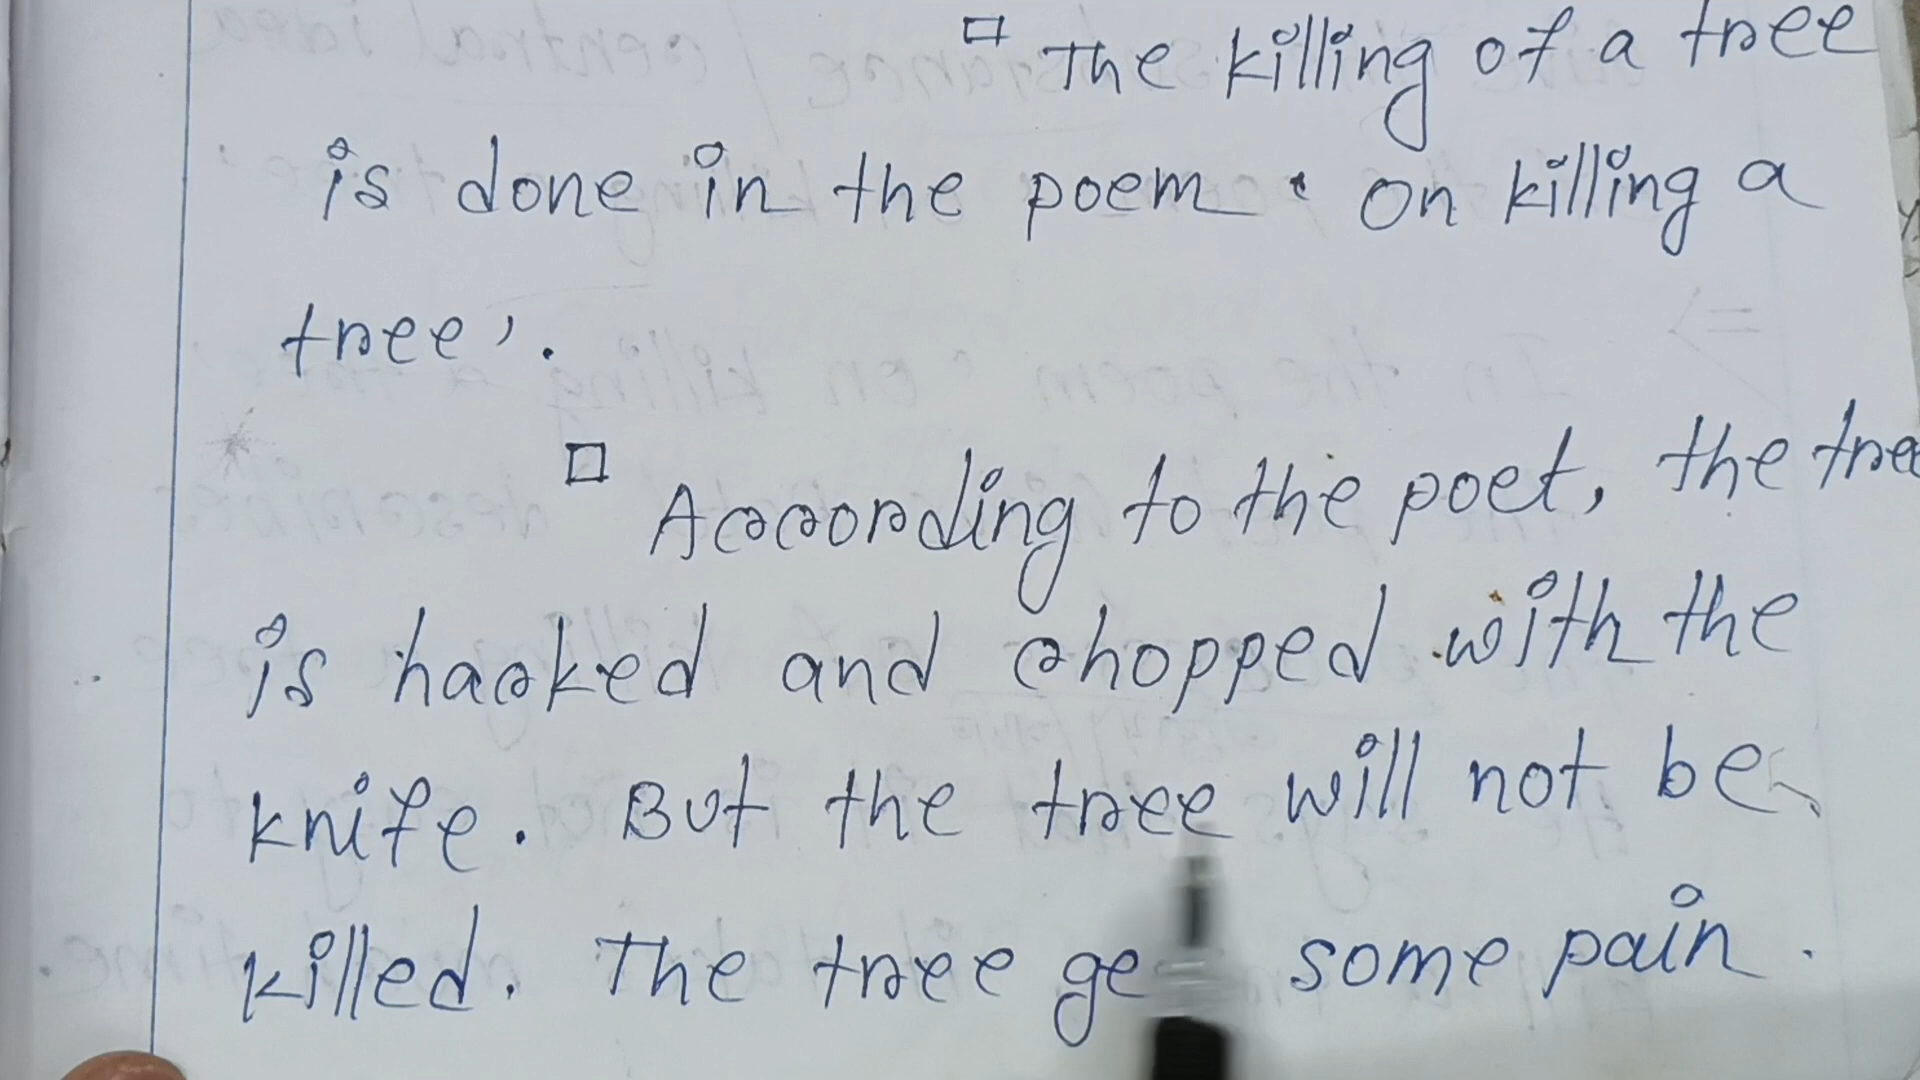 □ The killing of a tree
is done in the poem ‘ On killing a
tree’.
□ According to the poet, the tree
is hacked and chopped with the
knife. But the tree will not be
killed. The tree some pain.